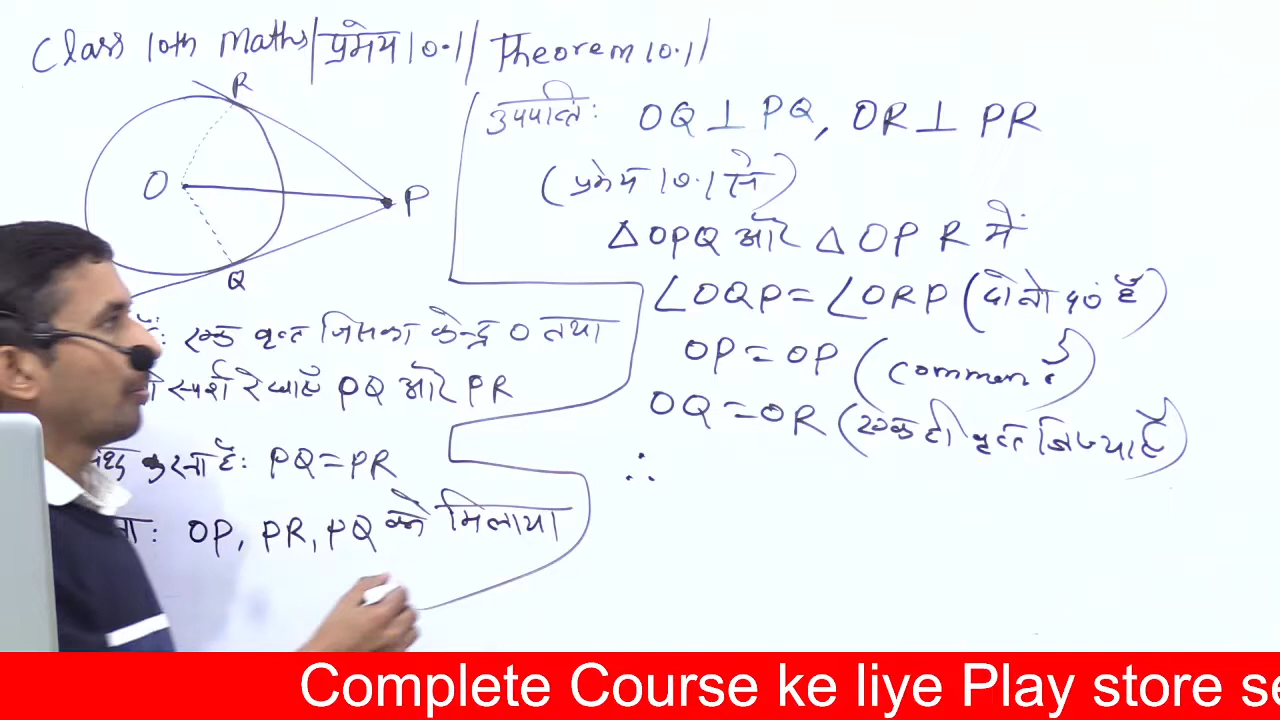 Class 10th Maths/प्रमेय 10.1// Theorem 10.1//
R
O
P
Q
एक वृत्त जिसका केन्द्र O तथा
स्पर्श रेखाएँ PQ और PR
करना है: PQ=PR
OP, PR, PQ को मिलाया
उपपत्ति: OQ⊥PQ, OR⊥PR
(प्रमेय 10.1 से)
△OPQ और △OPR में
∠OQP=∠ORP (दोनो 90 है)
OP=OP (Common है)
OQ=OR (एक ही वृत्त त्रिज्या है)
∴
Complete Course ke liye Play store se